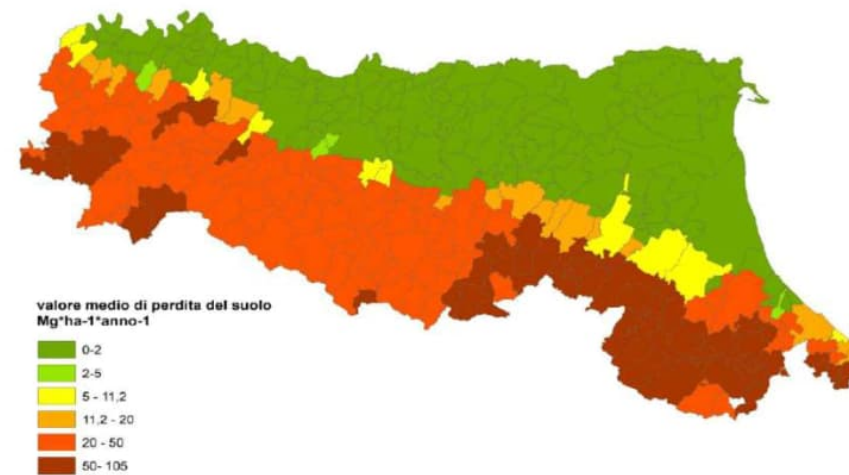 valore medio di perdita del suolo
Mg*ha-1*anno-1
0-2
2-5
5 - 11,2
11,2 - 20
20 - 50
50- 105